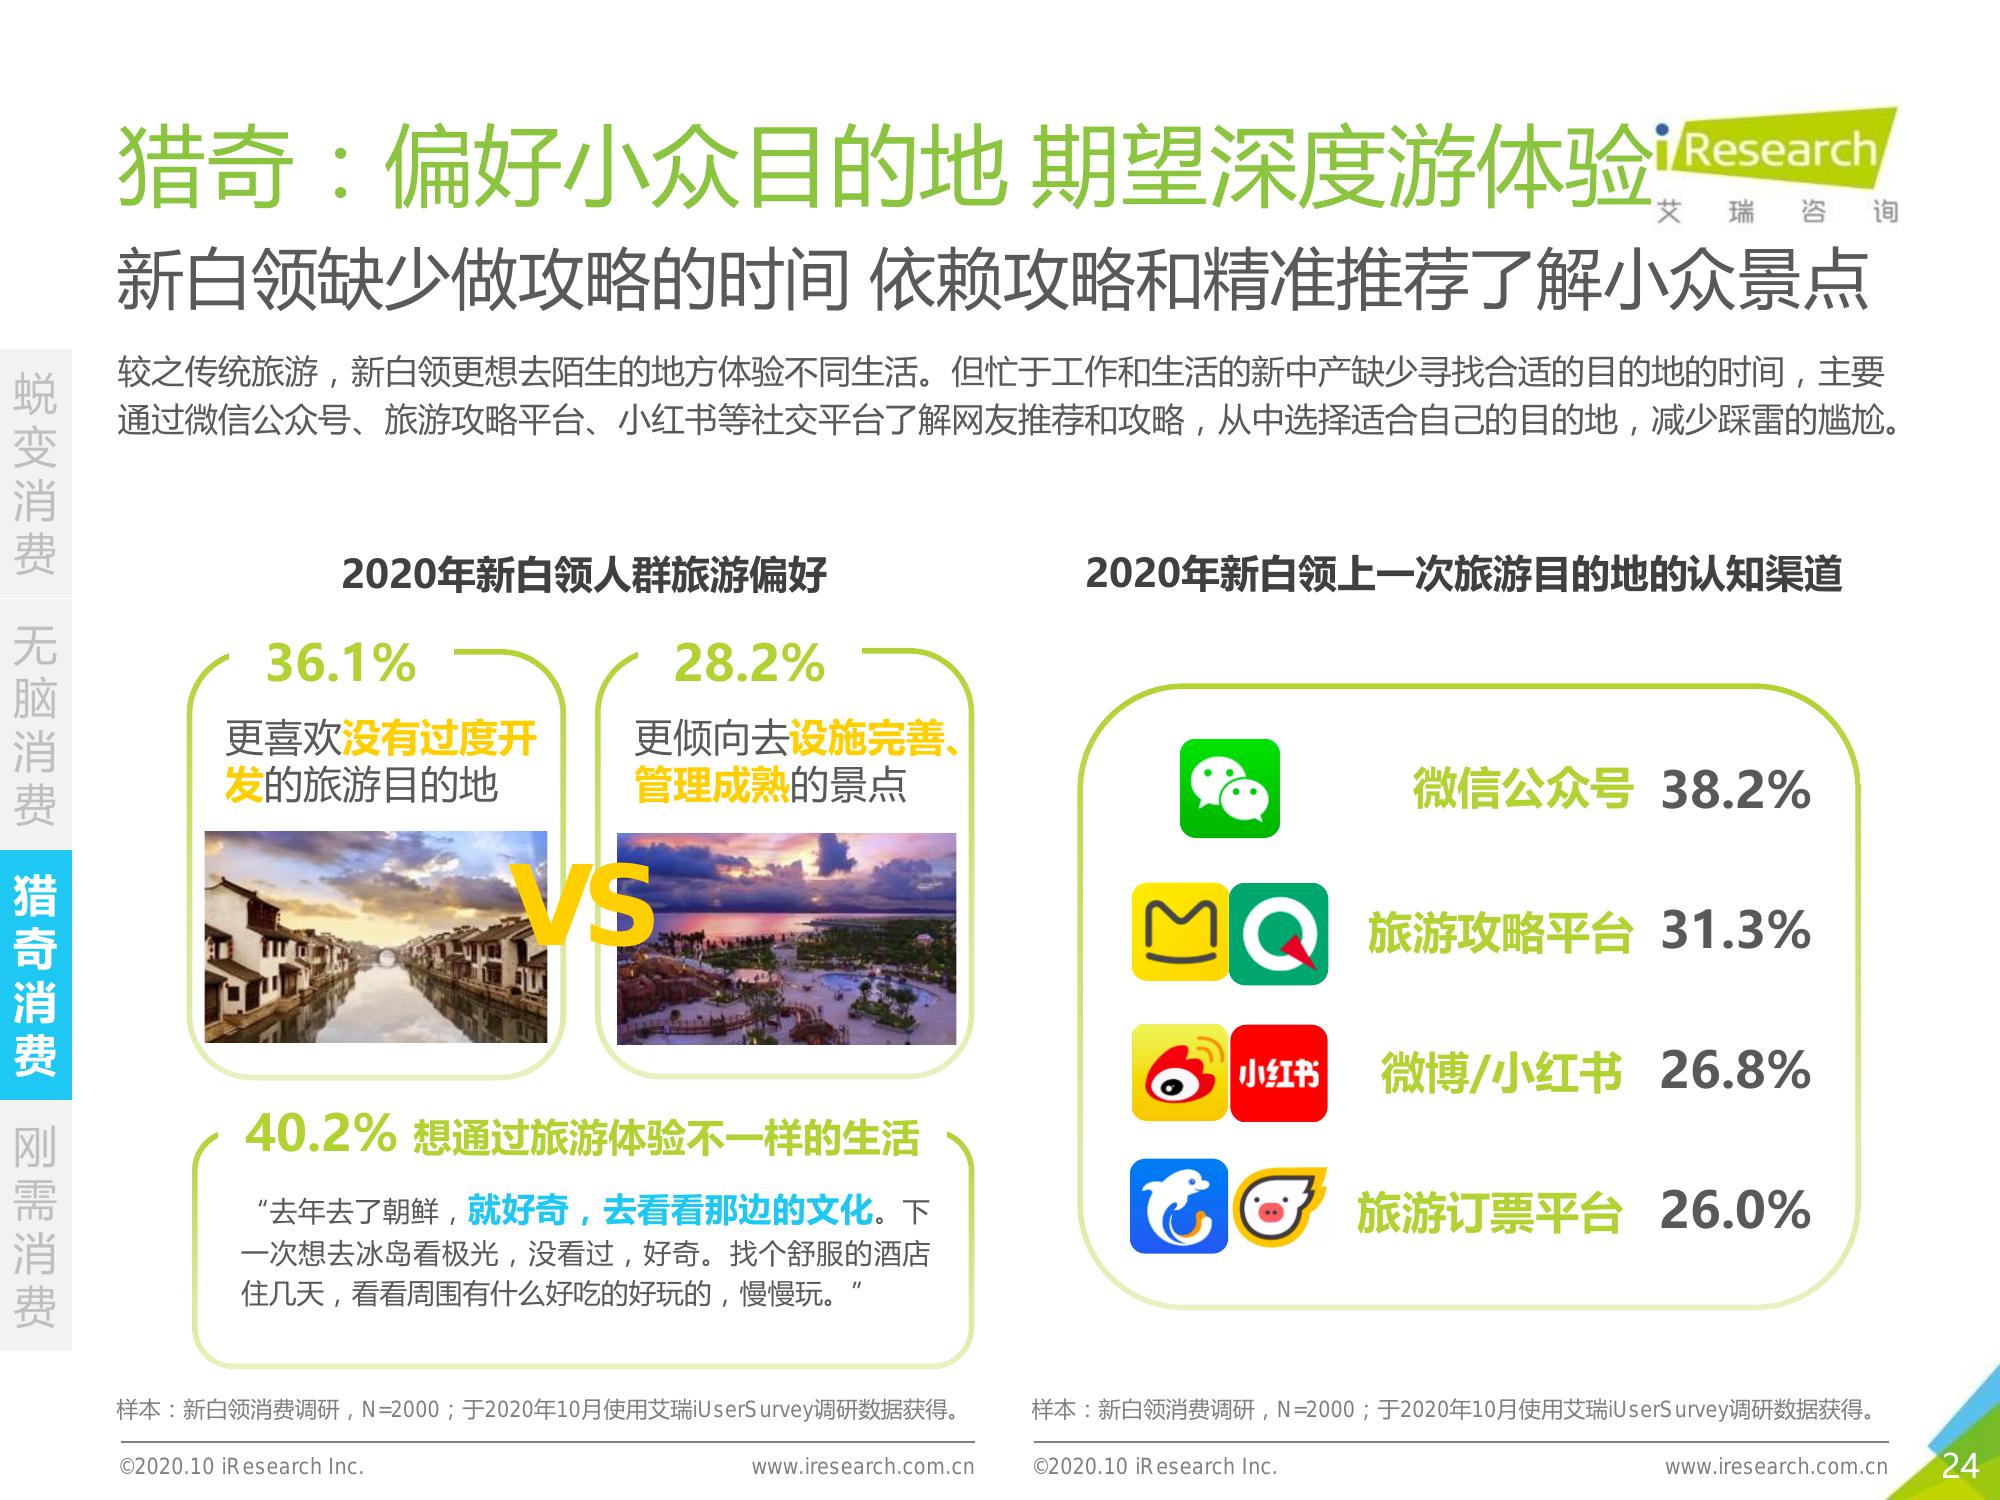 猎奇：偏好小众目的地 期望深度游体验
iResearch
艾瑞咨询
新白领缺少做攻略的时间 依赖攻略和精准推荐了解小众景点
较之传统旅游，新白领更想去陌生的地方体验不同生活。但忙于工作和生活的新中产缺少寻找合适的目的地的时间，主要
通过微信公众号、旅游攻略平台、小红书等社交平台了解网友推荐和攻略，从中选择适合自己的目的地，减少踩雷的尴尬。
蜕变消费
无脑消费
猎奇消费
刚需消费
2020年新白领人群旅游偏好
36.1%
更喜欢没有过度开
发的旅游目的地
VS
28.2%
更倾向去设施完善、
管理成熟的景点
40.2% 想通过旅游体验不一样的生活
“去年去了朝鲜，就好奇，去看看那边的文化。下
一次想去冰岛看极光，没看过，好奇。找个舒服的酒店
住几天，看看周围有什么好吃的好玩的，慢慢玩。”
2020年新白领上一次旅游目的地的认知渠道
微信公众号 38.2%
旅游攻略平台 31.3%
小红书
微博/小红书 26.8%
旅游订票平台 26.0%
样本：新白领消费调研，N=2000；于2020年10月使用艾瑞iUserSurvey调研数据获得。
样本：新白领消费调研，N=2000；于2020年10月使用艾瑞iUserSurvey调研数据获得。
©2020.10 iResearch Inc.
www.iresearch.com.cn
©2020.10 iResearch Inc.
www.iresearch.com.cn
24